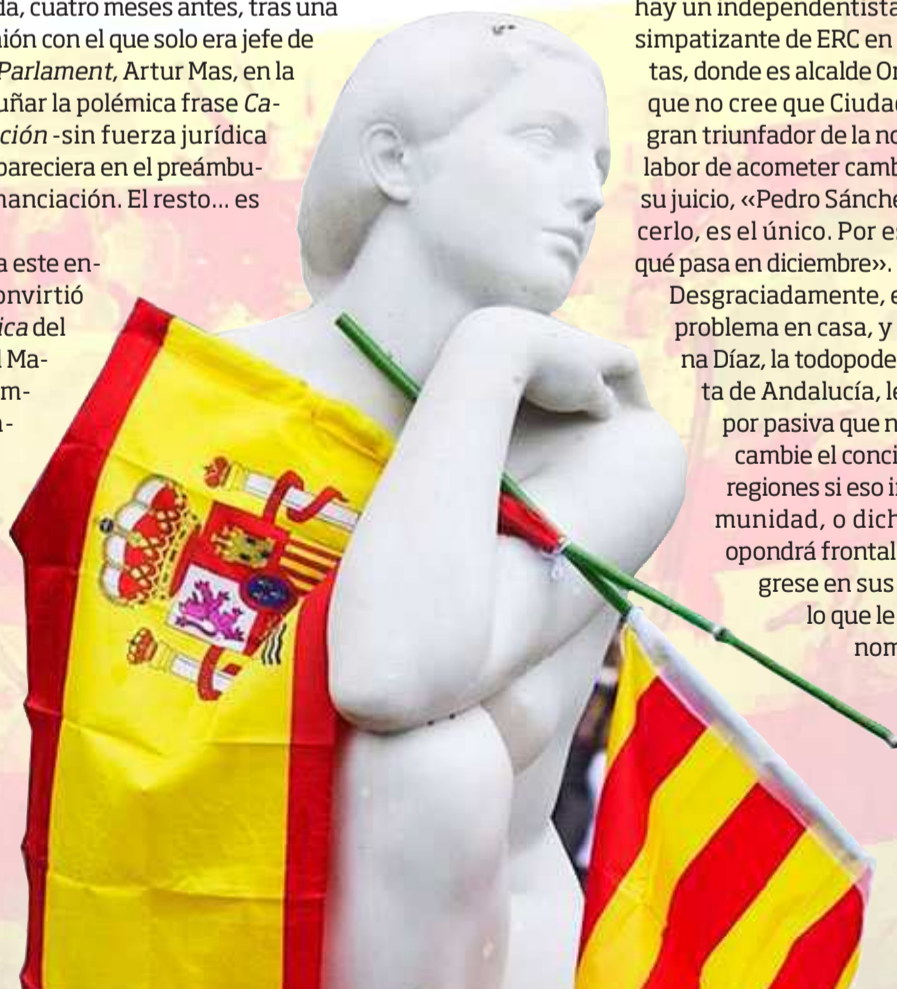 da, cuatro meses antes, tras una
ión con el que solo era jefe de
Parlament, Artur Mas, en la
uñar la polémica frase Ca-
ción -sin fuerza jurídica
pareciera en el preámbu-
nanciación. El resto... es
a este en-
onvirtió
ica del
l Ma-
m-
hay un independentista
simpatizante de ERC en
tas, donde es alcalde Or
que no cree que Ciudad
gran triunfador de la no
labor de acometer camb
su juicio, «Pedro Sánche
cerlo, es el único. Por es
qué pasa en diciembre».
Desgraciadamente, e
problema en casa, y
na Díaz, la todopode
ta de Andalucía, le
por pasiva que n
cambie el conci
regiones si eso i
munidad, o dich
opondrá frontal
grese en sus
lo que le
nom